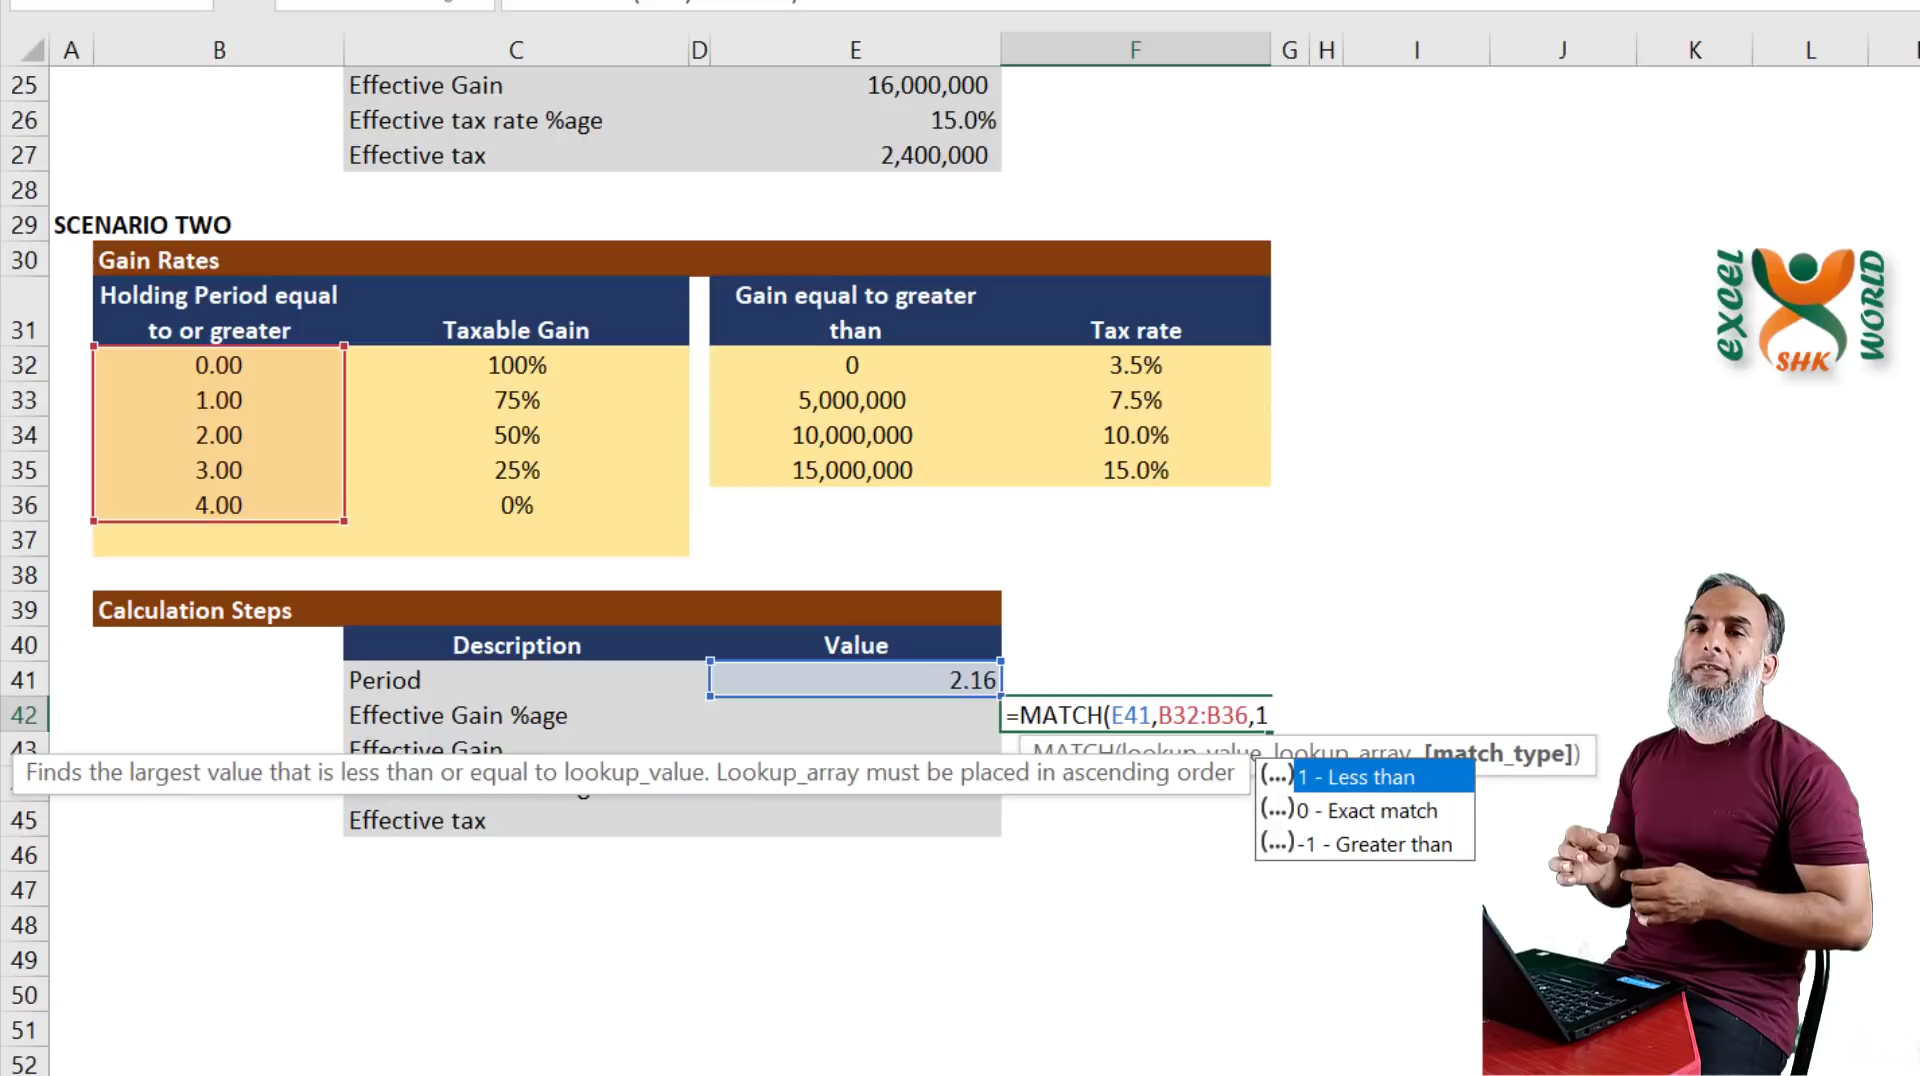 A B C D E F G H I J K L
25 Effective Gain 16,000,000
26 Effective tax rate %age 15.0%
27 Effective tax 2,400,000
28
29 SCENARIO TWO
30 Gain Rates
Holding Period equal Gain equal to greater
31 to or greater Taxable Gain than Tax rate
32 0.00 100% 0 3.5%
33 1.00 75% 5,000,000 7.5%
34 2.00 50% 10,000,000 10.0%
35 3.00 25% 15,000,000 15.0%
36 4.00 0%
37
38
39 Calculation Steps
40 Description Value
41 Period 2.16
42 Effective Gain %age =MATCH(E41,B32:B36,1
43 Effective Gain MATCH(lookup_value, lookup_array, [match_type])
Finds the largest value that is less than or equal to lookup_value. Lookup_array must be placed in ascending order
(...) 1 - Less than
(...) 0 - Exact match
(...) -1 - Greater than
45 Effective tax
46
47
48
49
50
51
52
EXCEL
WORLD
SHK